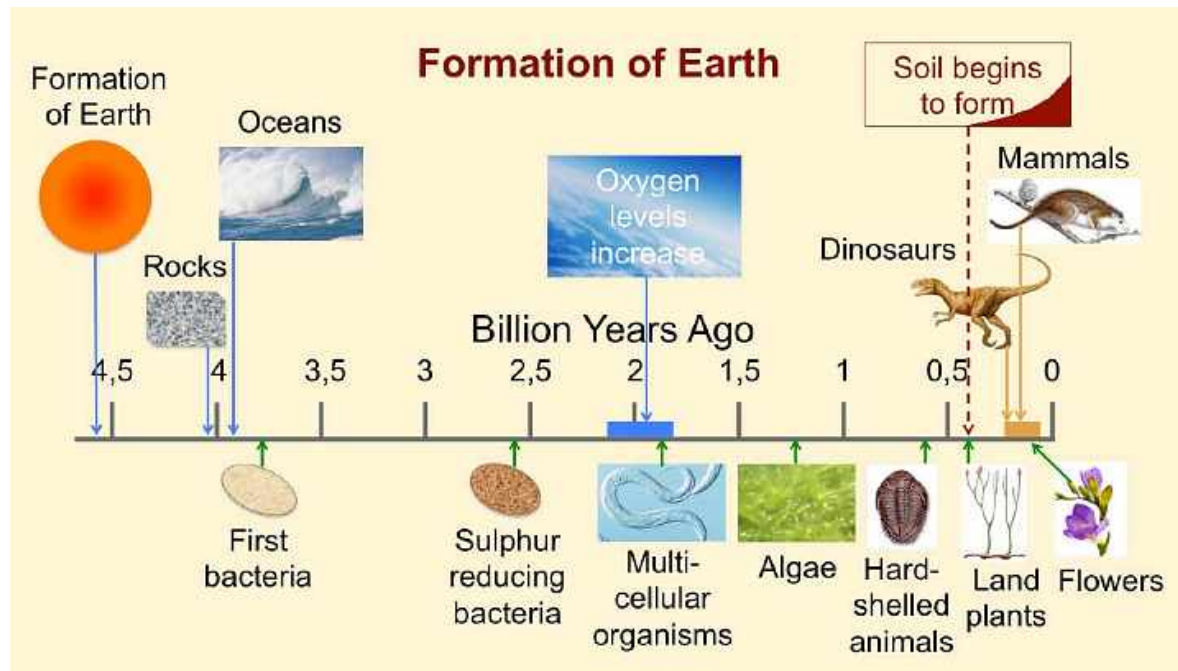 Formation of Earth
Formation
of Earth
Oceans
Rocks
Oxygen
levels
increase
Soil begins
to form
Mammals
Dinosaurs
Billion Years Ago
4,5 4 3,5 3 2,5 2 1,5 1 0,5 0
First
bacteria
Sulphur
reducing
bacteria
Multi-
cellular
organisms
Algae
Hard-
shelled
animals
Land
plants
Flowers